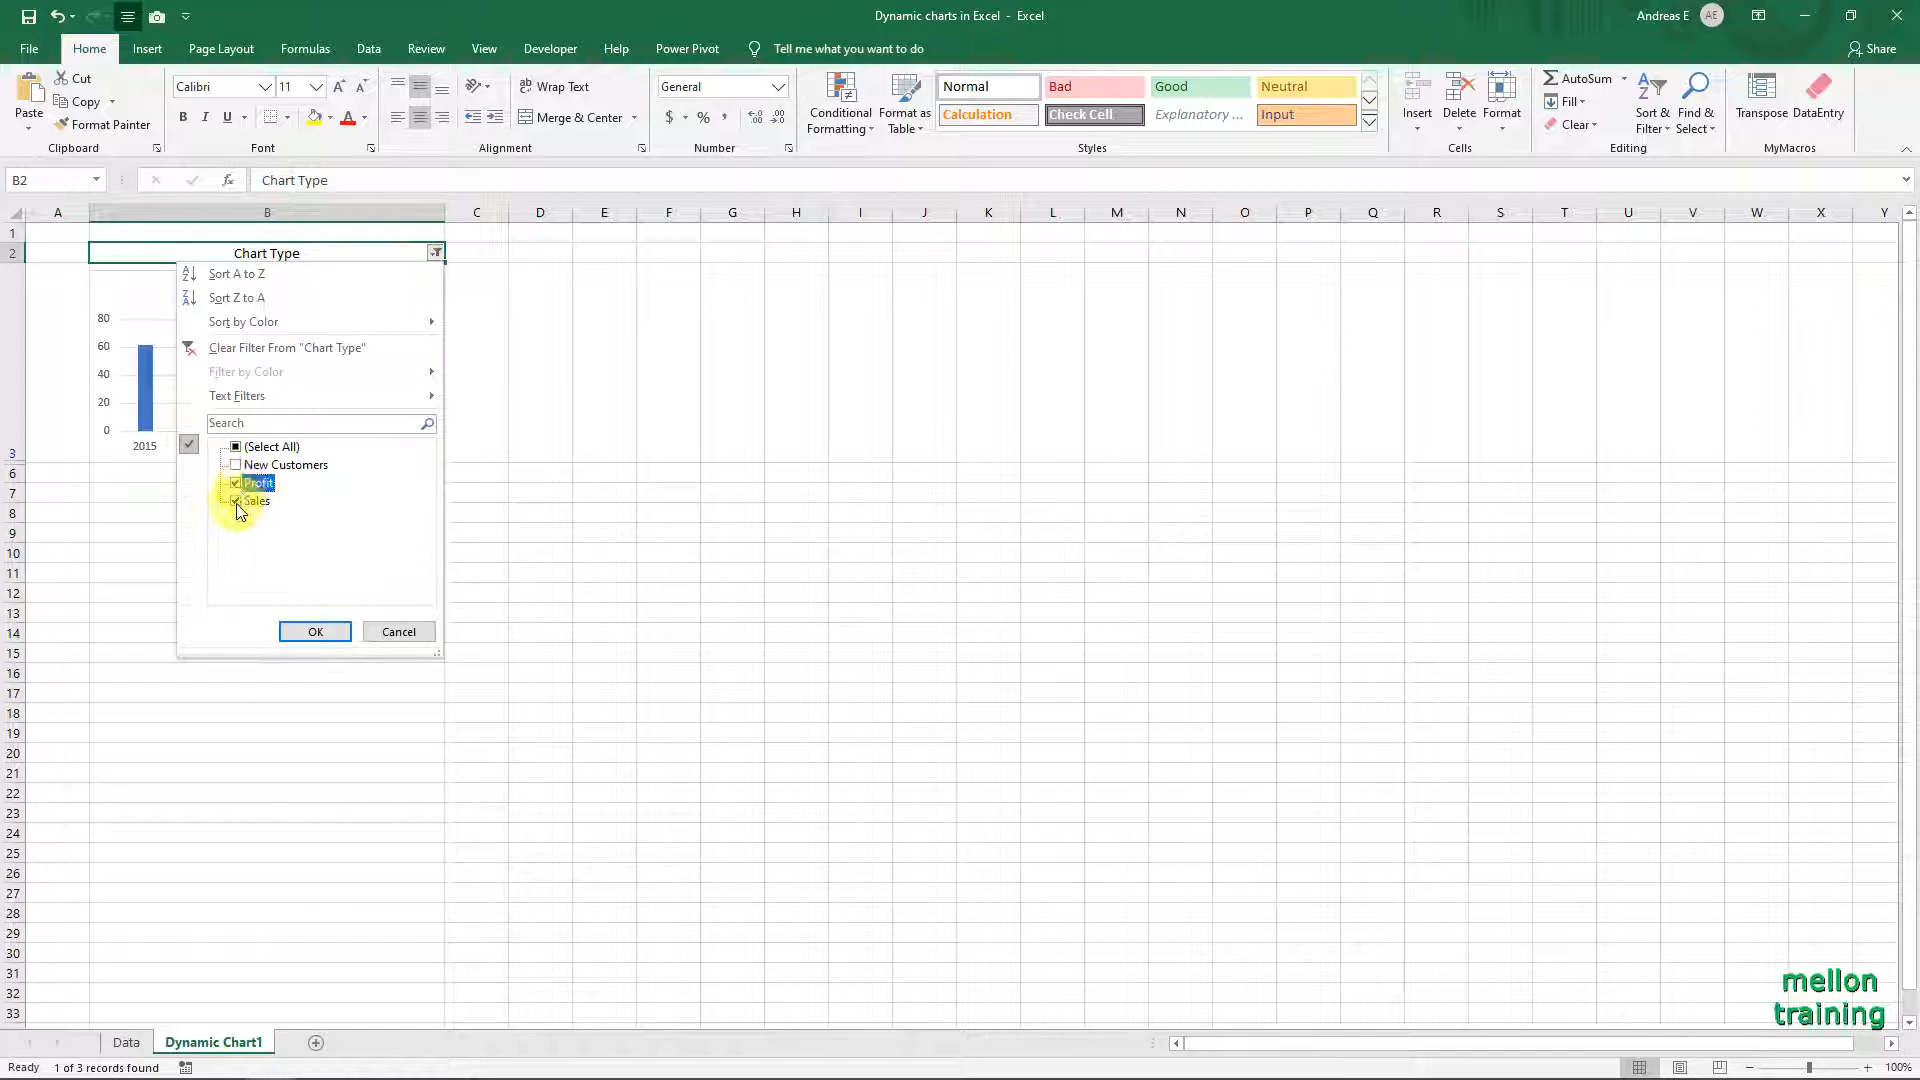 Dynamic charts in Excel - Excel
Andreas E
AE
File Home Insert Page Layout Formulas Data Review View Developer Help Power Pivot Tell me what you want to do
Share
Paste
Cut
Copy
Format Painter
Clipboard
Calibri
11
B I U
Font
Wrap Text
Merge & Center
Alignment
General
$ % ,
Number
Conditional Formatting
Format as Table
Normal Bad Good Neutral
Calculation Check Cell Explanatory ... Input
Styles
Insert Delete Format
Cells
AutoSum
Fill
Clear
Sort & Filter
Find & Select
Editing
Transpose DataEntry
MyMacros
B2
fx
Chart Type
A B C D E F G H I J K L M N O P Q R S T U V W X Y
1
2
Chart Type
Sort A to Z
Sort Z to A
Sort by Color
Clear Filter From "Chart Type"
Filter by Color
Text Filters
Search
(Select All)
New Customers
Profit
Sales
OK Cancel
80
60
40
20
0
2015
3
6
7
8
9
10
11
12
13
14
15
16
17
18
19
20
21
22
23
24
25
26
27
28
29
30
31
32
33
mellon
training
Data Dynamic Chart1
Ready 1 of 3 records found
100%